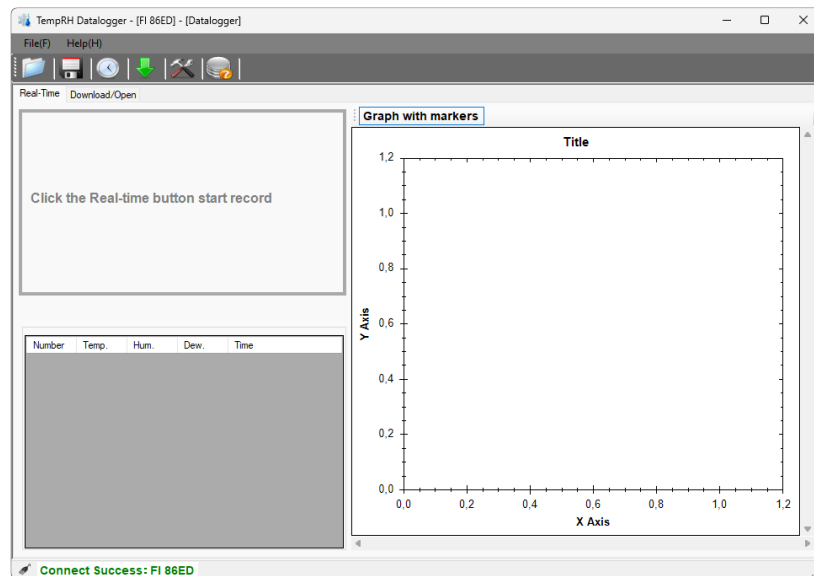 TempRH Datalogger - [FI 86ED] - [Datalogger]
File(F) Help(H)
Real-Time Download/Open
Click the Real-time button start record
Number Temp. Hum. Dew. Time
Graph with markers
Title
1,2
1,0
0,8
0,6
0,4
0,2
0,0
Y Axis
0,0 0,2 0,4 0,6 0,8 1,0 1,2
X Axis
Connect Success: FI 86ED